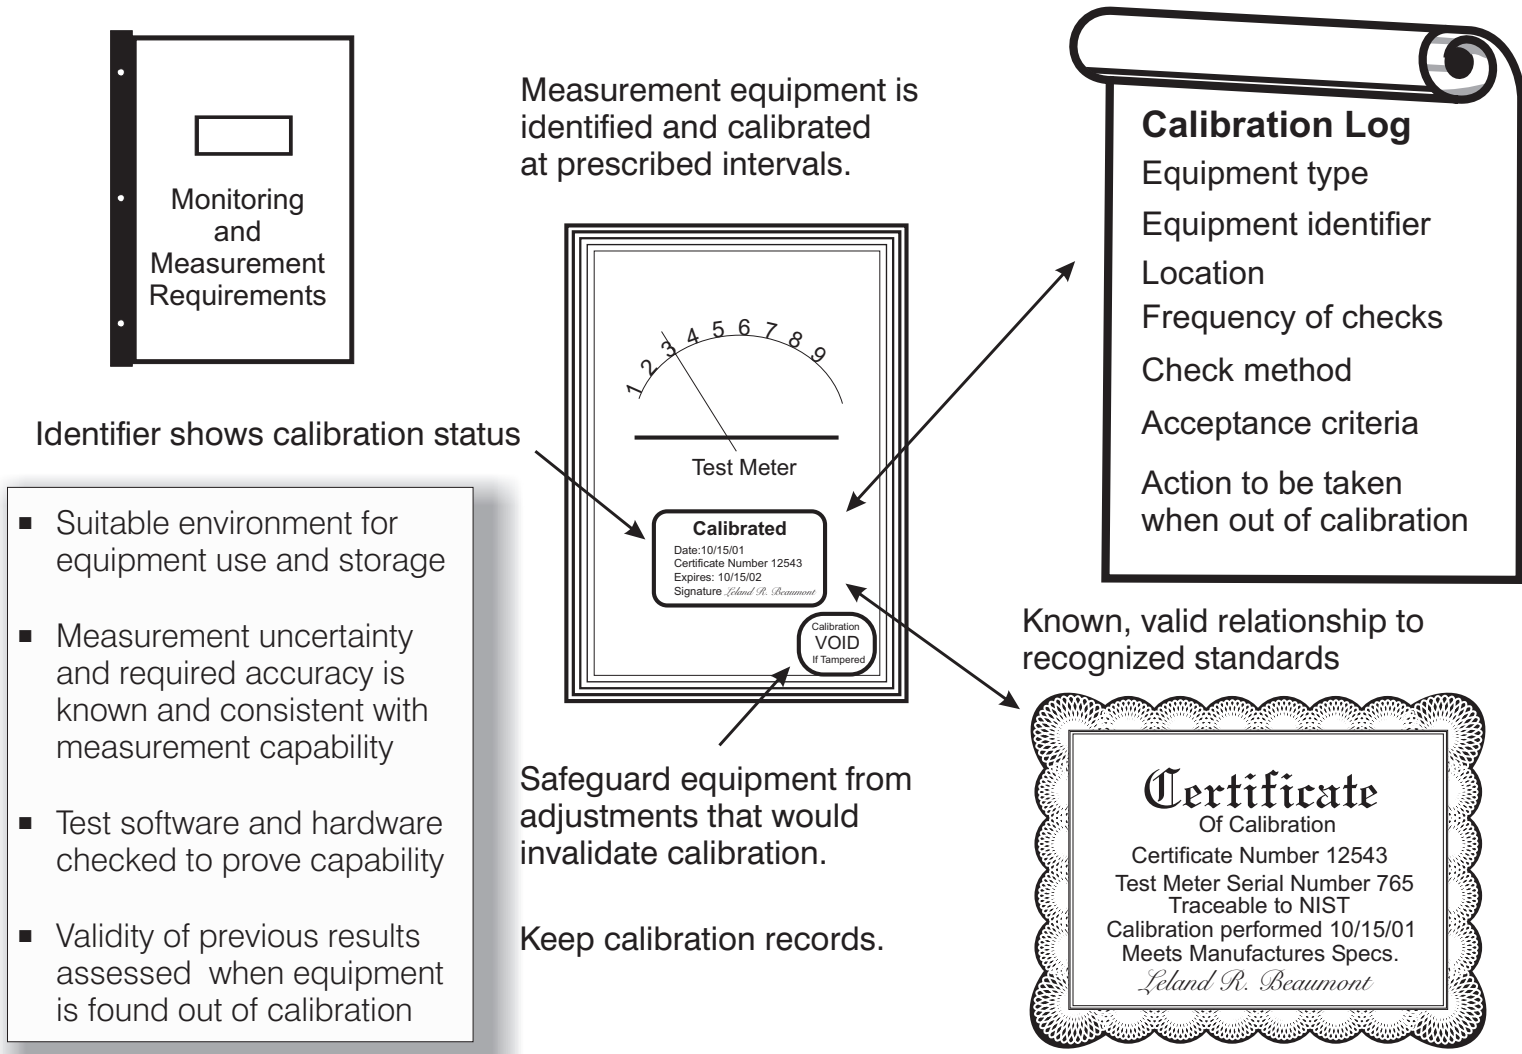 Monitoring
and
Measurement
Requirements
Measurement equipment is
identified and calibrated
at prescribed intervals.
Calibration Log
Equipment type
Equipment identifier
Location
Frequency of checks
Check method
Acceptance criteria
Action to be taken
when out of calibration
Identifier shows calibration status
1 2 3 4 5 6 7 8 9
Test Meter
Calibrated
Date:10/15/01
Certificate Number 12543
Expires: 10/15/02
Signature Leland R. Beaumont
Calibration
VOID
If Tampered
▪ Suitable environment for
equipment use and storage
▪ Measurement uncertainty
and required accuracy is
known and consistent with
measurement capability
▪ Test software and hardware
checked to prove capability
▪ Validity of previous results
assessed when equipment
is found out of calibration
Safeguard equipment from
adjustments that would
invalidate calibration.
Keep calibration records.
Known, valid relationship to
recognized standards
Certificate
Of Calibration
Certificate Number 12543
Test Meter Serial Number 765
Traceable to NIST
Calibration performed 10/15/01
Meets Manufactures Specs.
Leland R. Beaumont